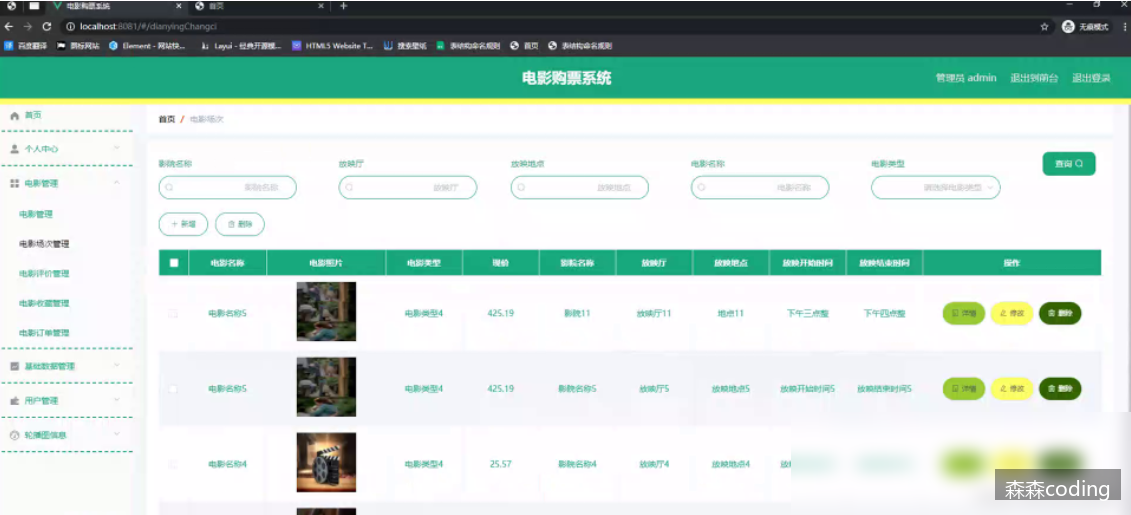 电影购票系统 首页
localhost:8081/#/dianyingChangci 无痕模式
百度翻译 图标网站 Element - 网站快... Layui - 经典开源模... HTML5 Website T... 搜索壁纸 表结构命名规则 首页 表结构命名规则
电影购票系统 管理员 admin 退出到前台 退出登录
首页
首页 / 电影场次
个人中心
电影管理
电影管理
电影场次管理
电影评价管理
电影收藏管理
电影订单管理
基础数据管理
用户管理
轮播图信息
影院名称 放映厅 放映地点 电影名称 电影类型
影院名称 放映厅 放映地点 电影名称 请选择电影类型 查询
+ 新增 删除
电影名称 电影图片 电影类型 现价 影院名称 放映厅 放映地点 放映开始时间 放映结束时间 操作
电影名称5 电影类型4 425.19 影院11 放映厅11 地点11 下午三点整 下午四点整 详情 修改 删除
电影名称5 电影类型4 425.19 影院名称5 放映厅5 放映地点5 放映开始时间5 放映结束时间5 详情 修改 删除
电影名称4 电影类型4 25.57 影院名称4 放映厅4 放映地点4
森森coding